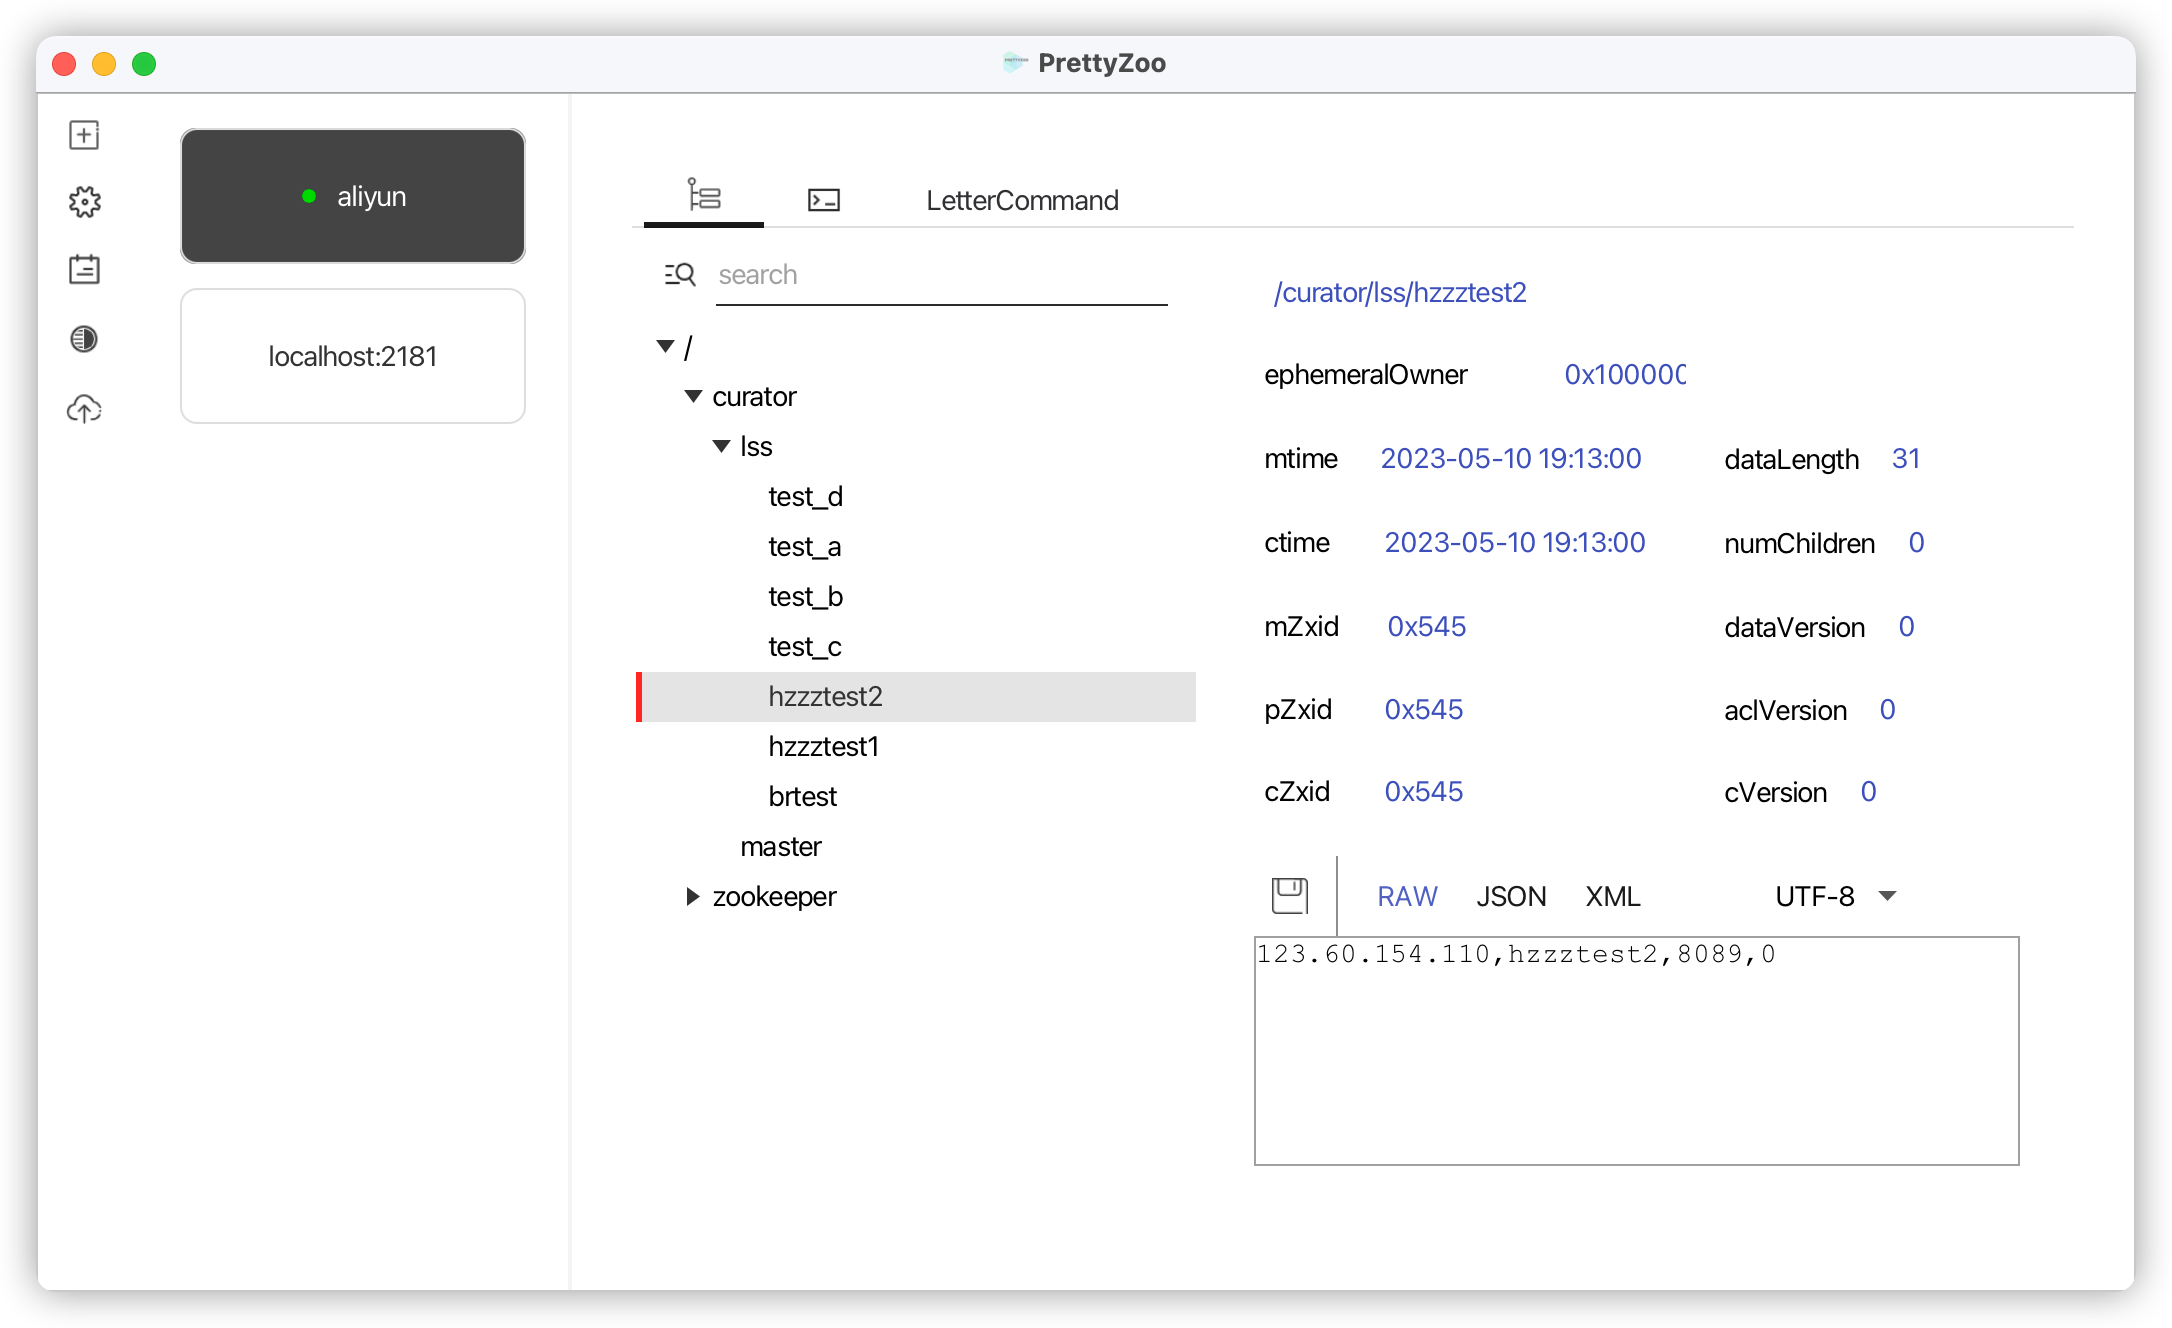 PrettyZoo
aliyun
localhost:2181
LetterCommand
search
/
curator
lss
test_d
test_a
test_b
test_c
hzzztest2
hzzztest1
brtest
master
zookeeper
/curator/lss/hzzztest2
ephemeralOwner 0x100000
mtime 2023-05-10 19:13:00 dataLength 31
ctime 2023-05-10 19:13:00 numChildren 0
mZxid 0x545 dataVersion 0
pZxid 0x545 aclVersion 0
cZxid 0x545 cVersion 0
RAW JSON XML UTF-8
123.60.154.110,hzzztest2,8089,0